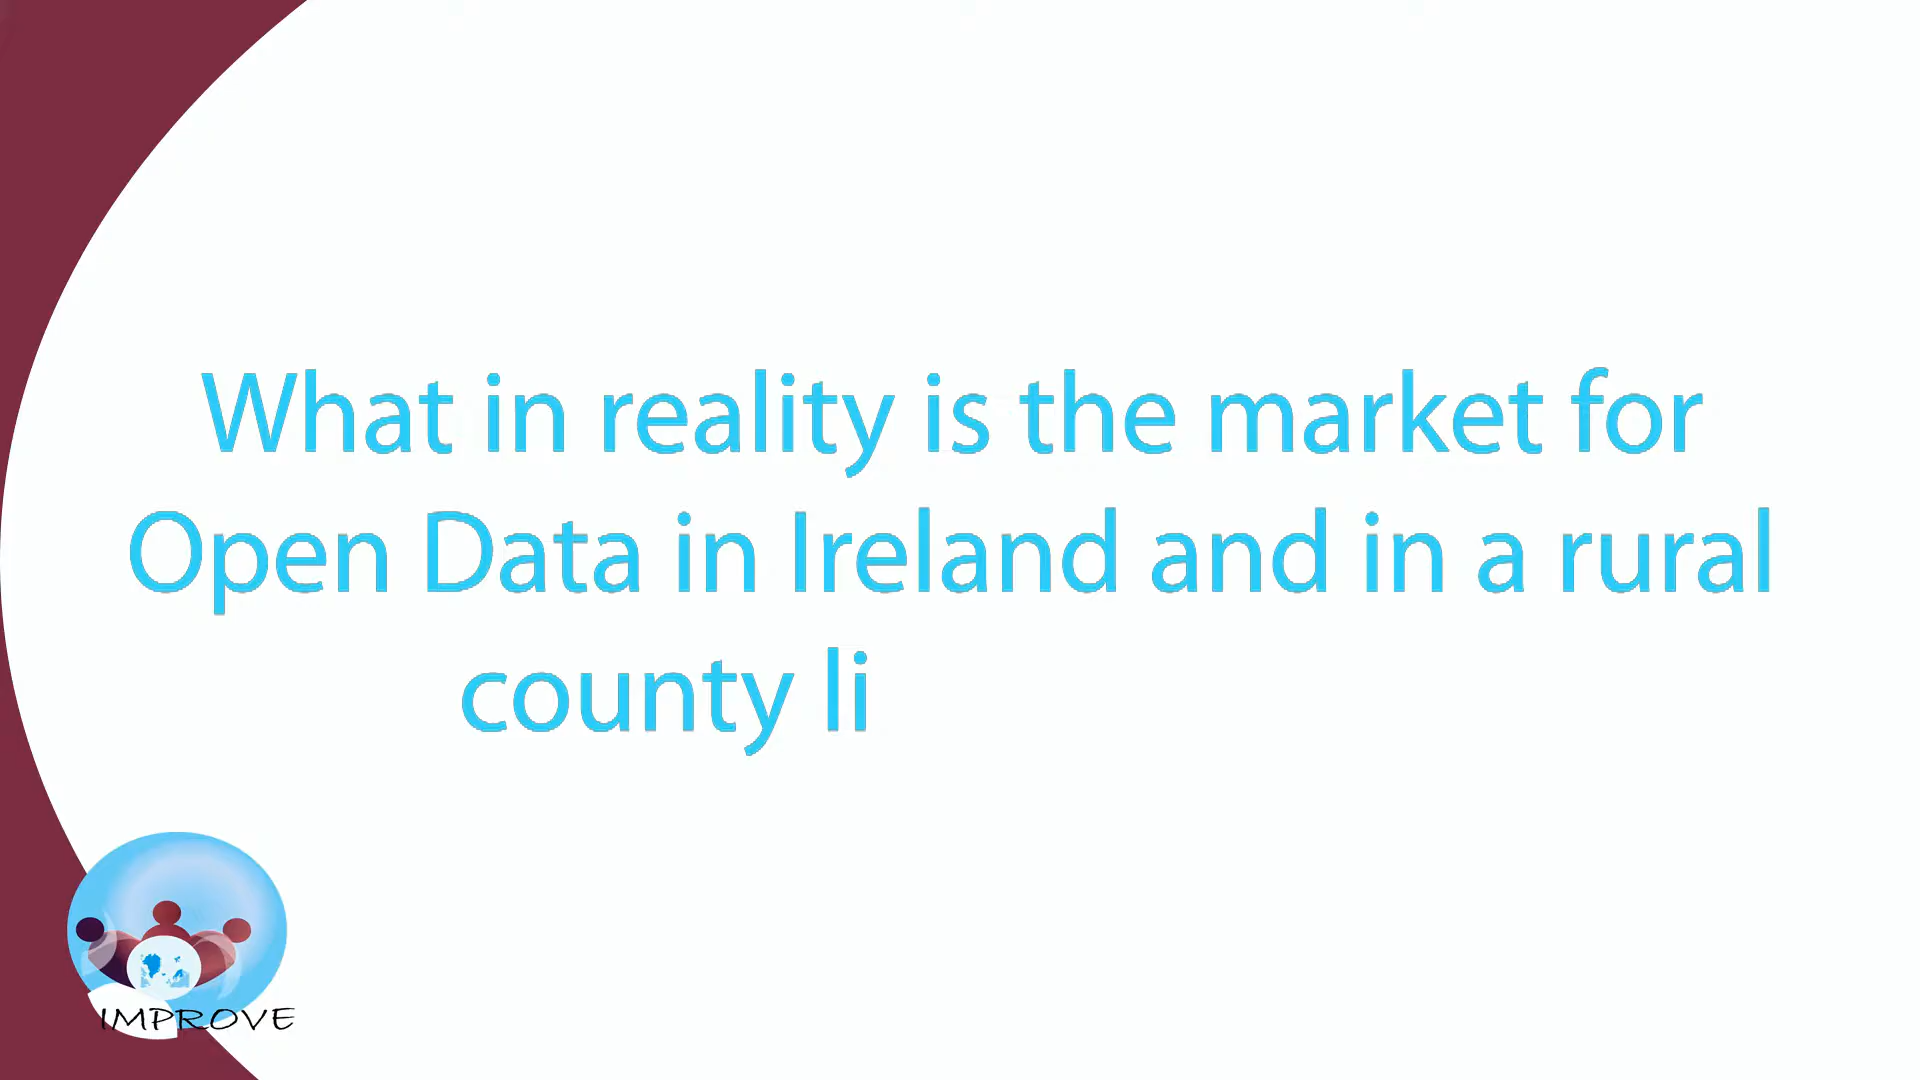 What in reality is the market for
Open Data in Ireland and in a rural
county li
IMPROVE